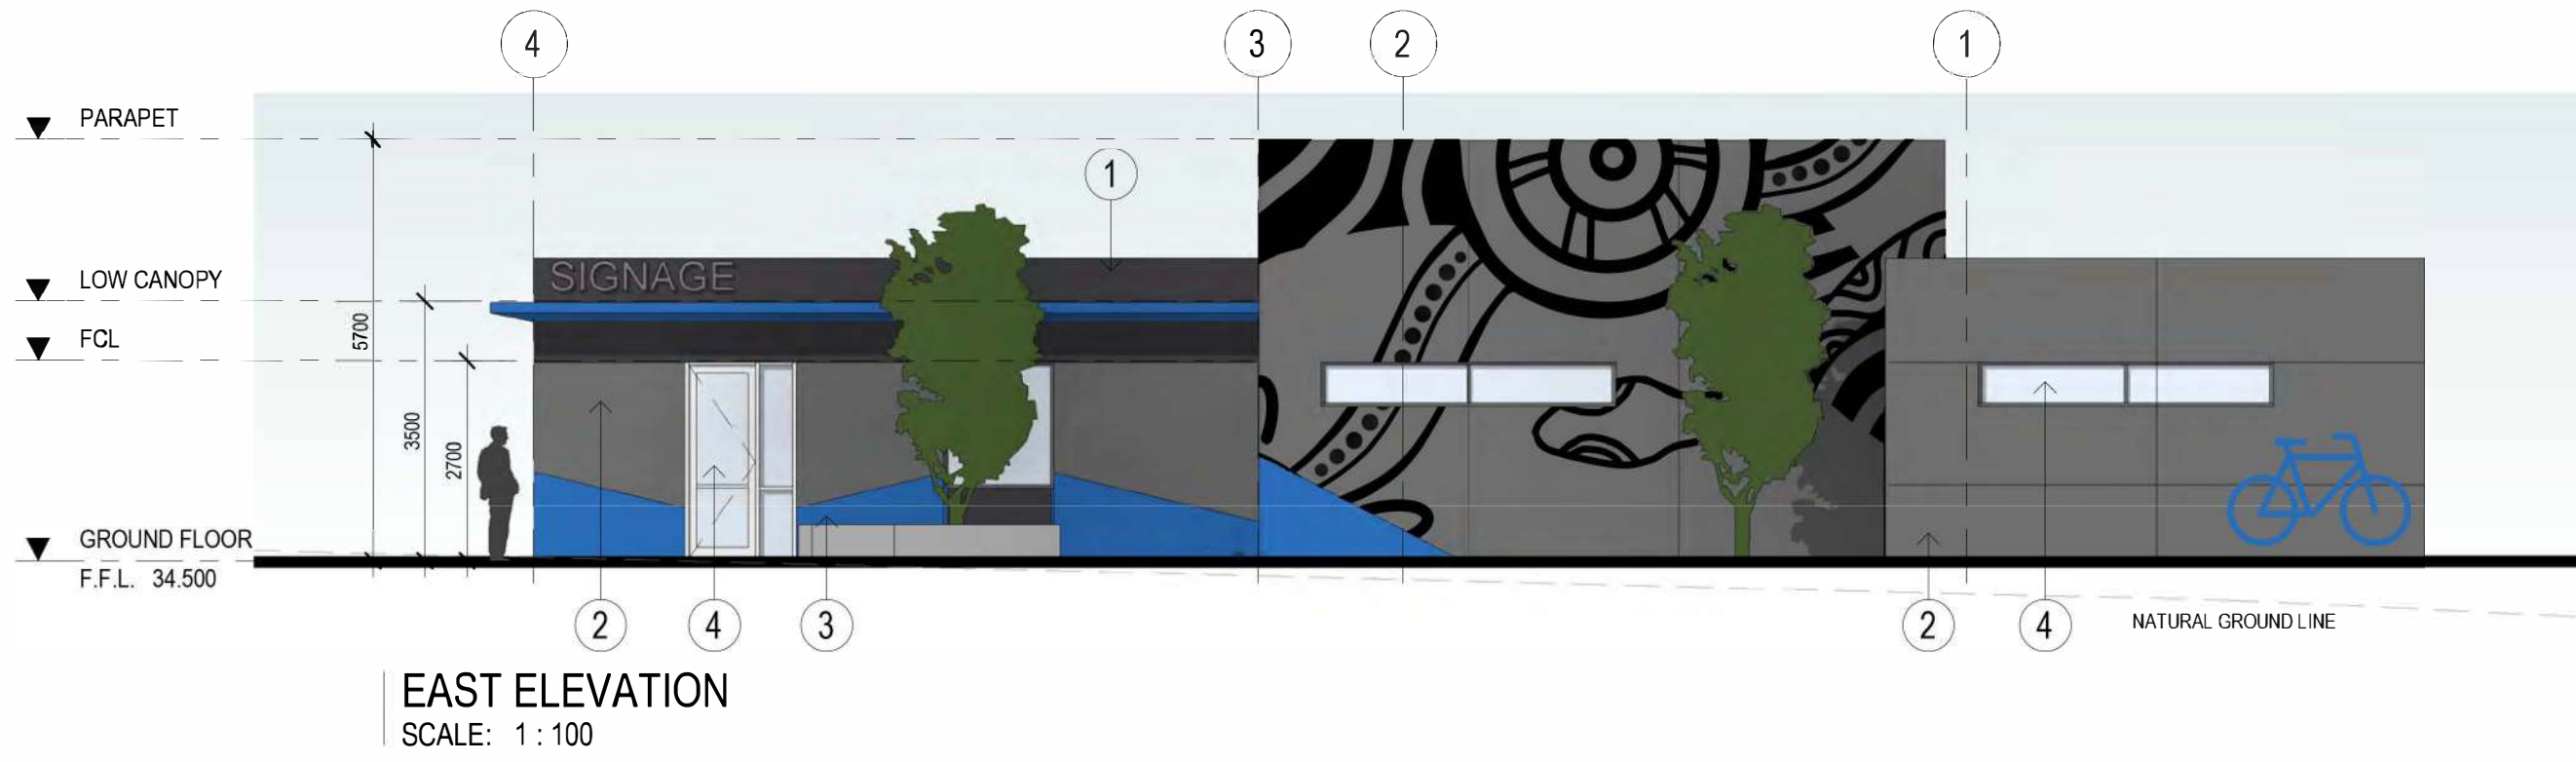 4 3 2 1
PARAPET
1
LOW CANOPY
SIGNAGE
FCL
5700
3500
2700
GROUND FLOOR
F.F.L. 34.500
2 4 3 2 4
NATURAL GROUND LINE
EAST ELEVATION
SCALE: 1 : 100